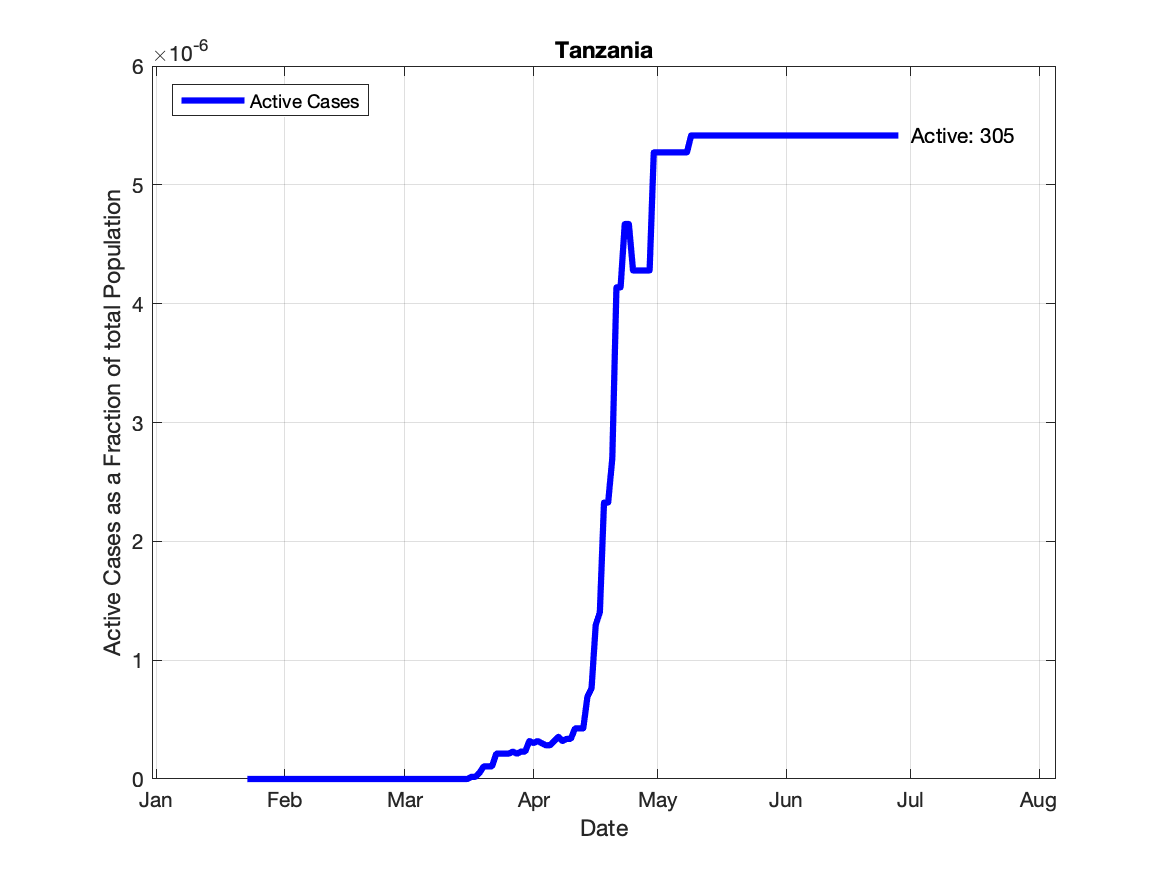 Tanzania
×10-6
Active Cases
Active: 305
6
5
4
3
2
1
0
Active Cases as a Fraction of total Population
Jan Feb Mar Apr May Jun Jul Aug
Date